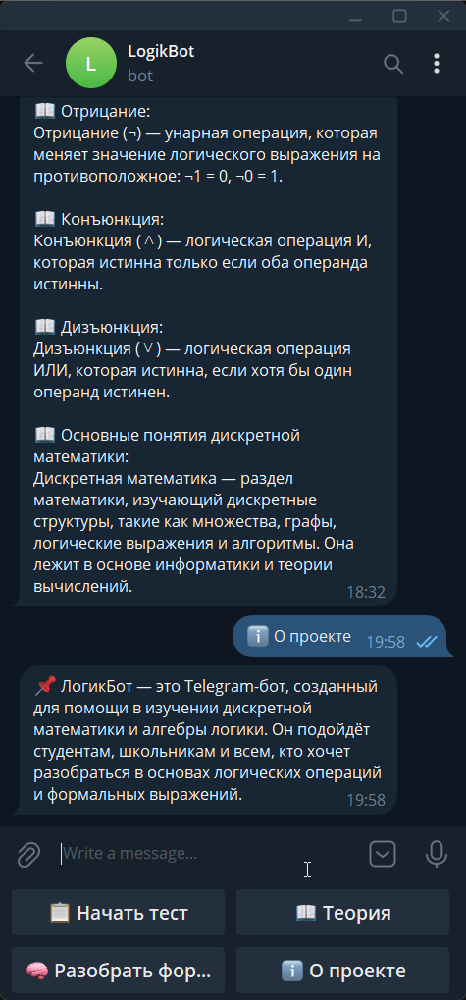 LogikBot
L
bot
📖 Отрицание:
Отрицание (¬) — унарная операция, которая
меняет значение логического выражения на
противоположное: ¬1 = 0, ¬0 = 1.
📖 Конъюнкция:
Конъюнкция (∧) — логическая операция И,
которая истинна только если оба операнда
истинны.
📖 Дизъюнкция:
Дизъюнкция (∨) — логическая операция
ИЛИ, которая истинна, если хотя бы один
операнд истинен.
📖 Основные понятия дискретной
математики:
Дискретная математика — раздел
математики, изучающий дискретные
структуры, такие как множества, графы,
логические выражения и алгоритмы. Она
лежит в основе информатики и теории
вычислений.
18:32
ℹ️ О проекте 19:58
📌 ЛогикБот — это Telegram-бот, созданный
для помощи в изучении дискретной
математики и алгебры логики. Он подойдёт
студентам, школьникам и всем, кто хочет
разобраться в основах логических операций
и формальных выражений.
19:58
Write a message...
📋 Начать тест
📖 Теория
🧠 Разобрать фор...
ℹ️ О проекте